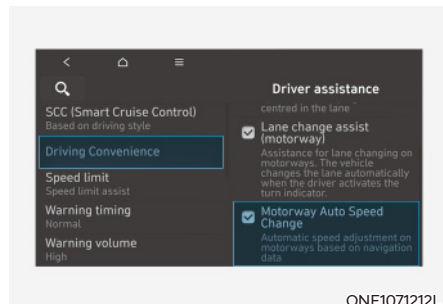 SCC (Smart Cruise Control)
Based on driving style
Driving Convenience
Speed limit
Speed limit assist
Warning timing
Normal
Warning volume
High
Driver assistance
centred in the lane
Lane change assist
(motorway)
Assistance for lane changing on
motorways. The vehicle
changes the lane automatically
when the driver activates the
turn indicator.
Motorway Auto Speed
Change
Automatic speed adjustment on
motorways based on navigation
data
ONE1071212L